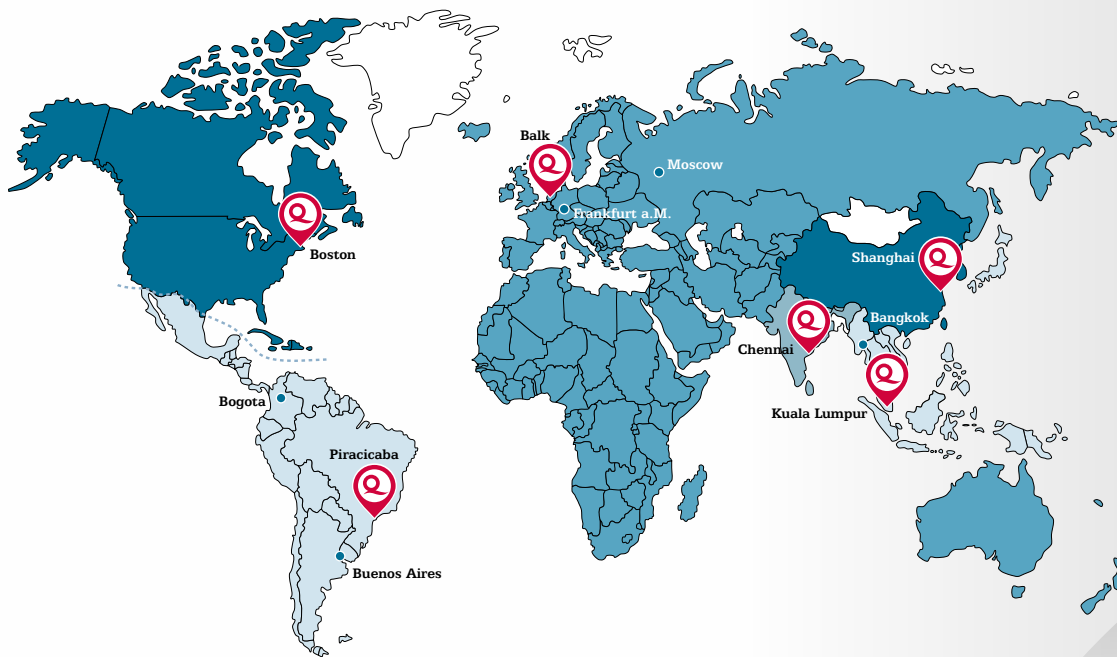 Balk
Moscow
Frankfurt a.M.
Boston
Shanghai
Bangkok
Chennai
Kuala Lumpur
Bogota
Piracicaba
Buenos Aires